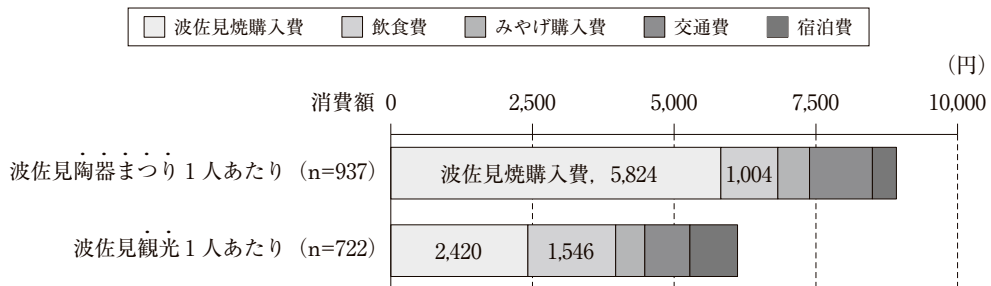 波佐見焼購入費 飲食費 みやげ購入費 交通費 宿泊費
（円）
消費額 0 2,500 5,000 7,500 10,000
波佐見陶器まつり1人あたり（n=937） 波佐見焼購入費，5,824 1,004
波佐見観光1人あたり（n=722） 2,420 1,546